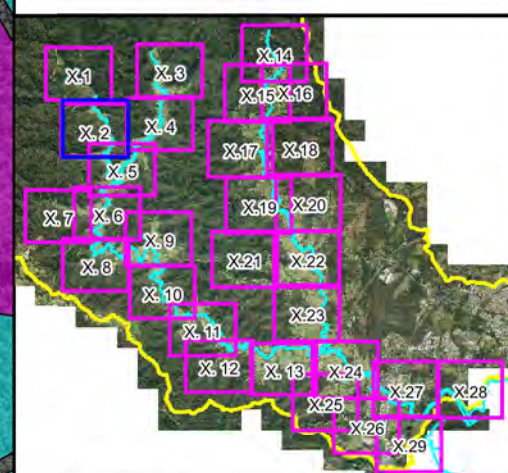 X.14
X.1
X. 3
X.15
X.16
X. 2
X. 4
X.17
X.18
X. 5
X. 7
X. 6
X.19
X.20
X. 9
X. 8
X.21
X.22
X. 10
X.23
X. 11
X. 12
X. 13
X.24
X.27
X.28
X.25
X.26
X.29